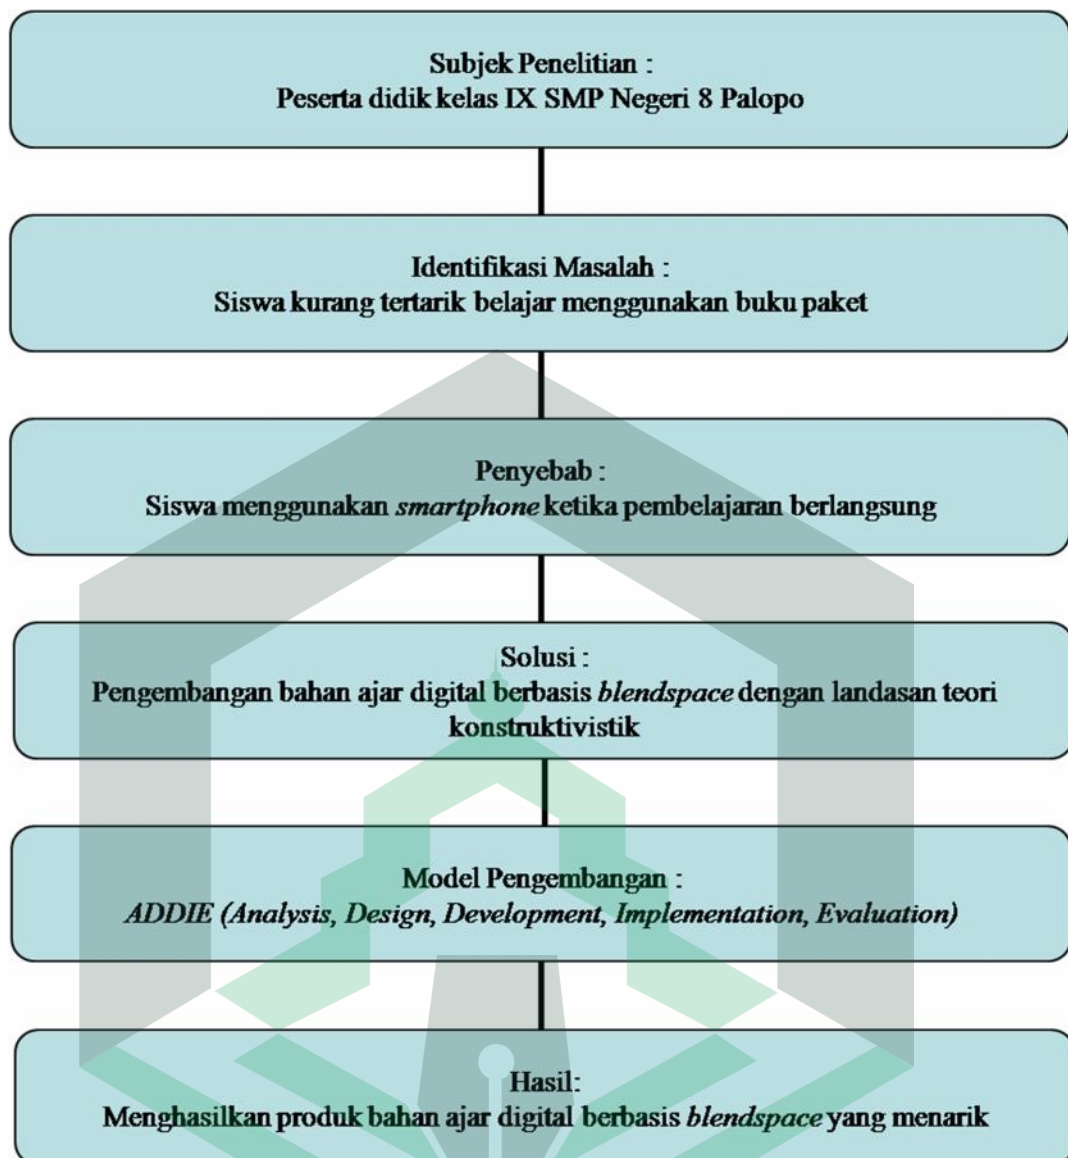 Subjek Penelitian :
Peserta didik kelas IX SMP Negeri 8 Palopo
Identifikasi Masalah :
Siswa kurang tertarik belajar menggunakan buku paket
Penyebab :
Siswa menggunakan smartphone ketika pembelajaran berlangsung
Solusi :
Pengembangan bahan ajar digital berbasis blendspace dengan landasan teori
konstruktivistik
Model Pengembangan :
ADDIE (Analysis, Design, Development, Implementation, Evaluation)
Hasil:
Menghasilkan produk bahan ajar digital berbasis blendspace yang menarik